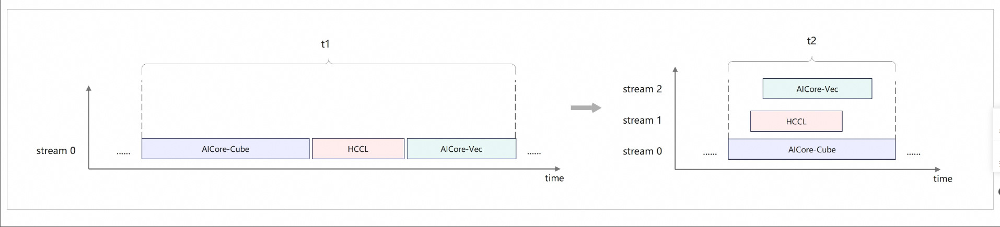 t1
stream 0
......
AICore-Cube
HCCL
AICore-Vec
......
time
t2
stream 2
AICore-Vec
stream 1
HCCL
stream 0
......
AICore-Cube
......
time